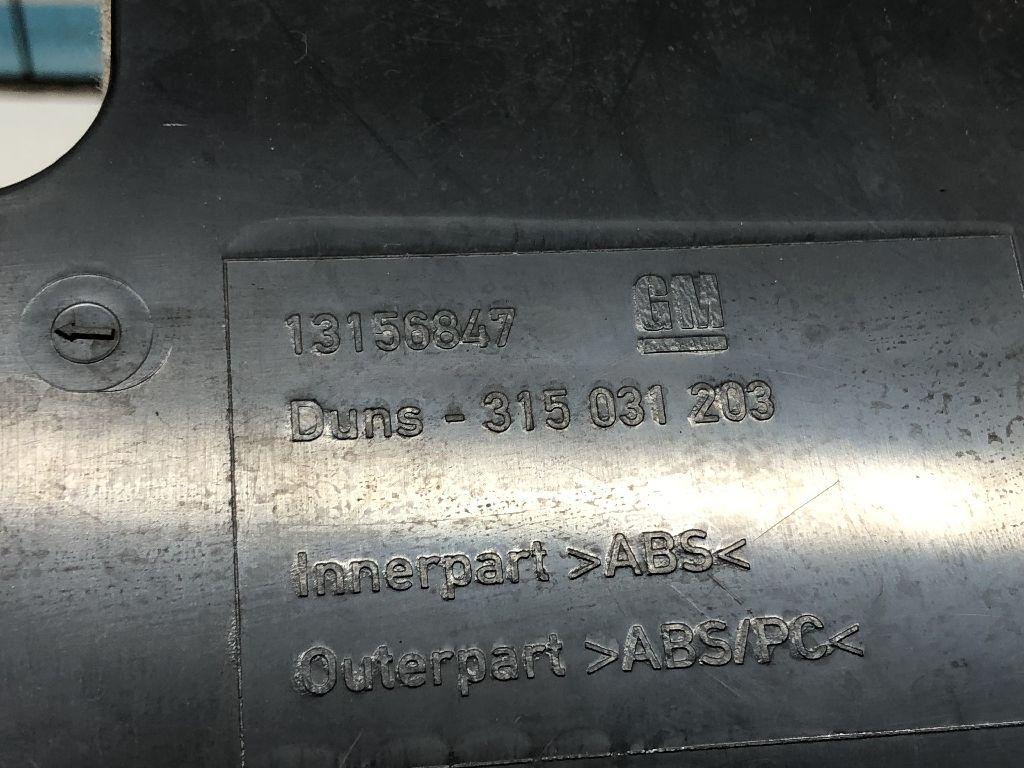 13156847 GM
Duns - 315 031 203
Innerpart >ABS<
Outerpart >ABS/PC<